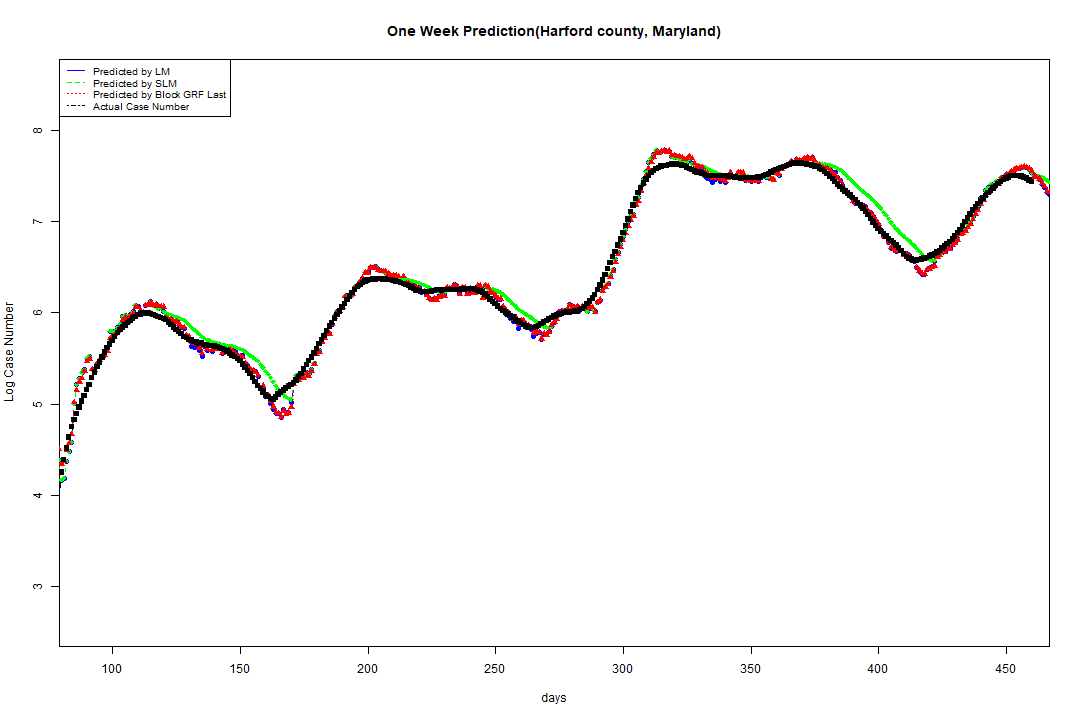 One Week Prediction(Harford county, Maryland)
Predicted by LM
Predicted by SLM
Predicted by Block GRF Last
Actual Case Number
8
7
6
5
4
3
Log Case Number
100 150 200 250 300 350 400 450
days